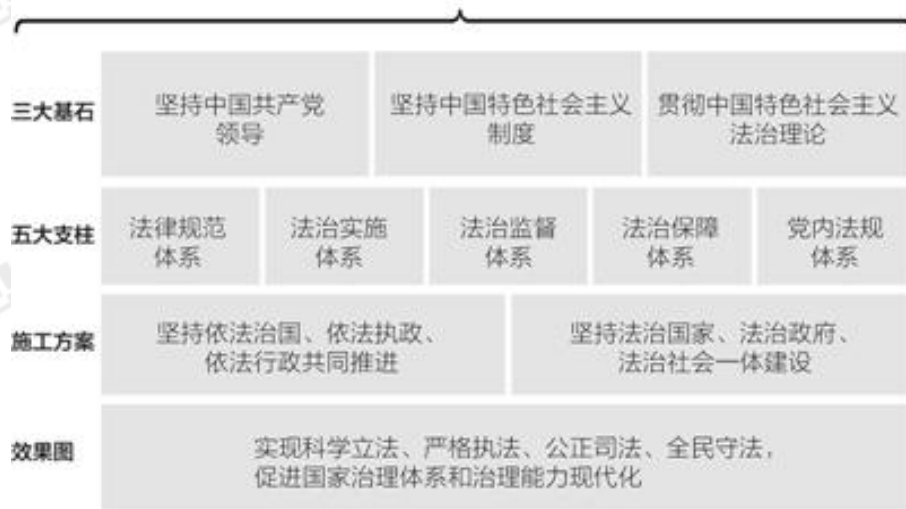 三大基石
坚持中国共产党
领导
坚持中国特色社会主义
制度
贯彻中国特色社会主义
法治理论
五大支柱
法律规范
体系
法治实施
体系
法治监督
体系
法治保障
体系
党内法规
体系
施工方案
坚持依法治国、依法执政、
依法行政共同推进
坚持法治国家、法治政府、
法治社会一体建设
效果图
实现科学立法、严格执法、公正司法、全民守法，
促进国家治理体系和治理能力现代化